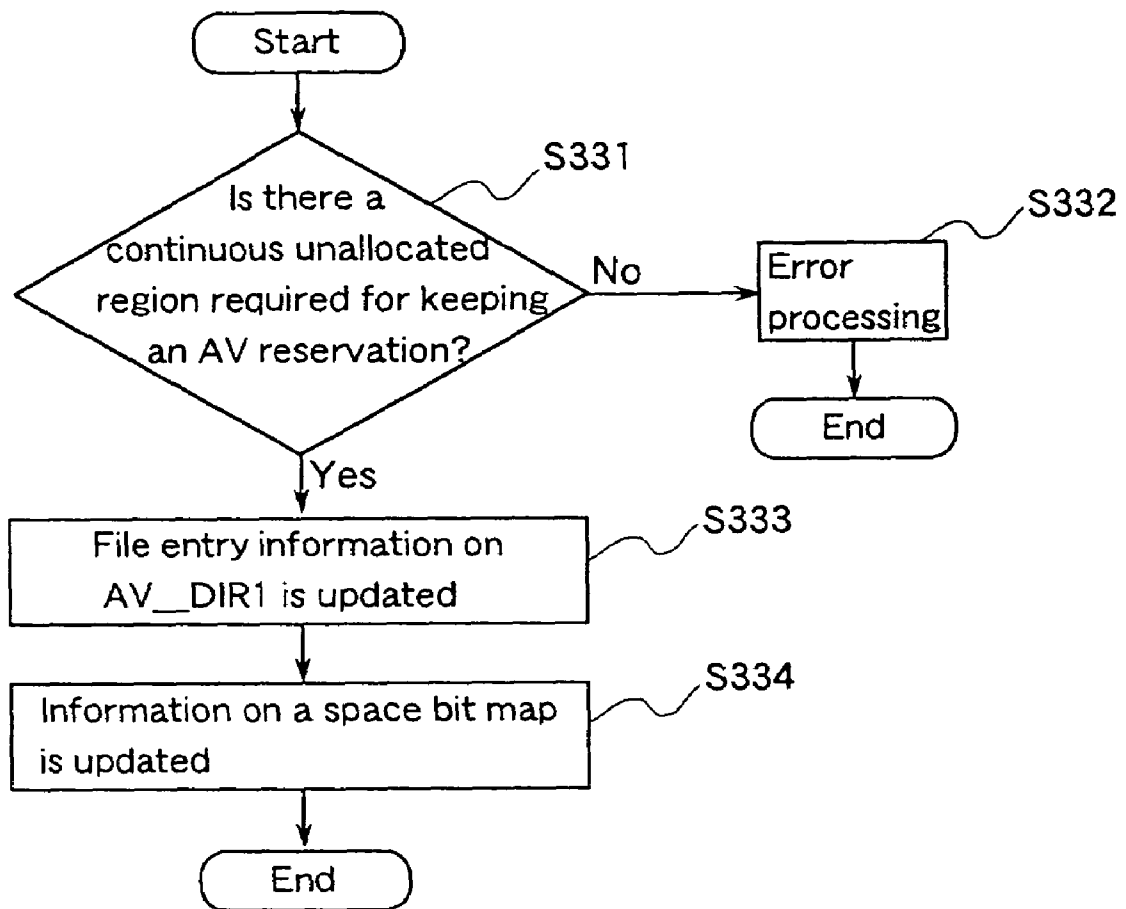 Start
S331
Is there a
continuous unallocated
region required for keeping
an AV reservation?
No
S332
Error
processing
End
Yes
S333
File entry information on
AV__DIR1 is updated
S334
Information on a space bit map
is updated
End